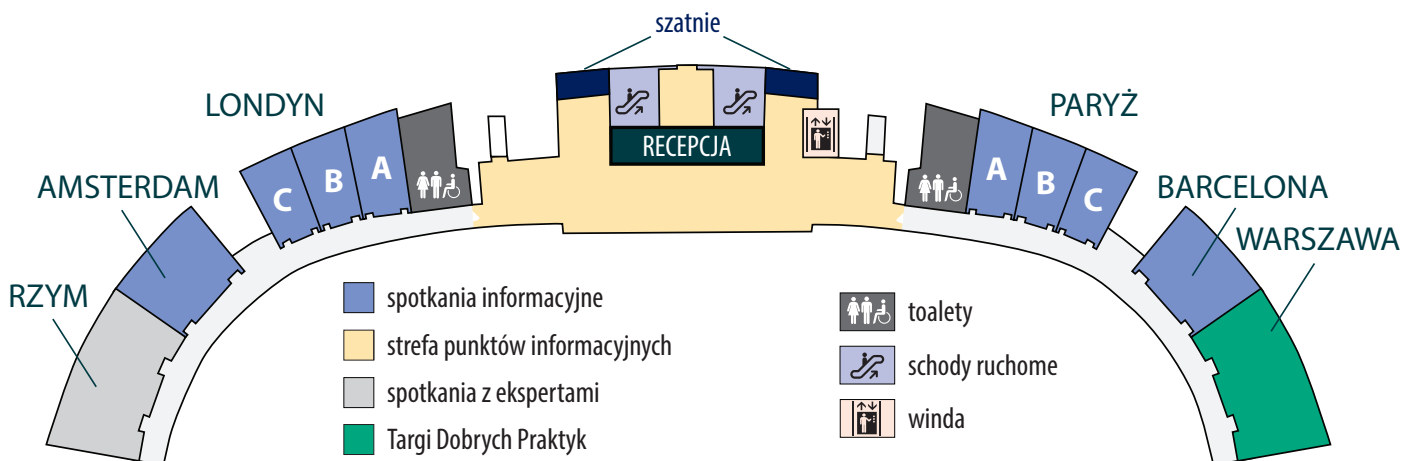 szatnie
LONDYN
PARYŻ
RECEPCJA
AMSTERDAM
C
B
A
A
B
C
BARCELONA
WARSZAWA
RZYM
spotkania informacyjne
strefa punktów informacyjnych
spotkania z ekspertami
Targi Dobrych Praktyk
toalety
schody ruchome
winda